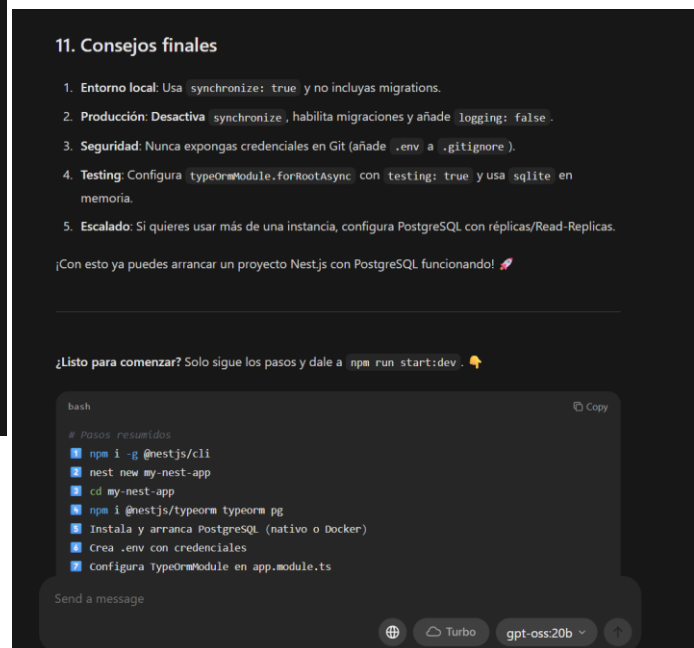 11. Consejos finales
1. Entorno local: Usa synchronize: true y no incluyas migrations.
2. Producción: Desactiva synchronize, habilita migraciones y añade logging: false.
3. Seguridad: Nunca expongas credenciales en Git (añade .env a .gitignore).
4. Testing: Configura typeOrmModule.forRootAsync con testing: true y usa sqlite en
memoria.
5. Escalado: Si quieres usar más de una instancia, configura PostgreSQL con réplicas/Read-Replicas.
¡Con esto ya puedes arrancar un proyecto Nest.js con PostgreSQL funcionando! 🚀
¿Listo para comenzar? Solo sigue los pasos y dale a npm run start:dev. 👇
bash Copy
# Pasos resumidos
1️⃣ npm i -g @nestjs/cli
2️⃣ nest new my-nest-app
3️⃣ cd my-nest-app
4️⃣ npm i @nestjs/typeorm typeorm pg
5️⃣ Instala y arranca PostgreSQL (nativo o Docker)
6️⃣ Crea .env con credenciales
7️⃣ Configura TypeOrmModule en app.module.ts
Send a message
Turbo gpt-oss:20b